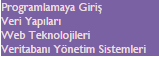 Programlamaya Giriş
Veri Yapıları
Web Teknolojileri
Veritabanı Yönetim Sistemleri